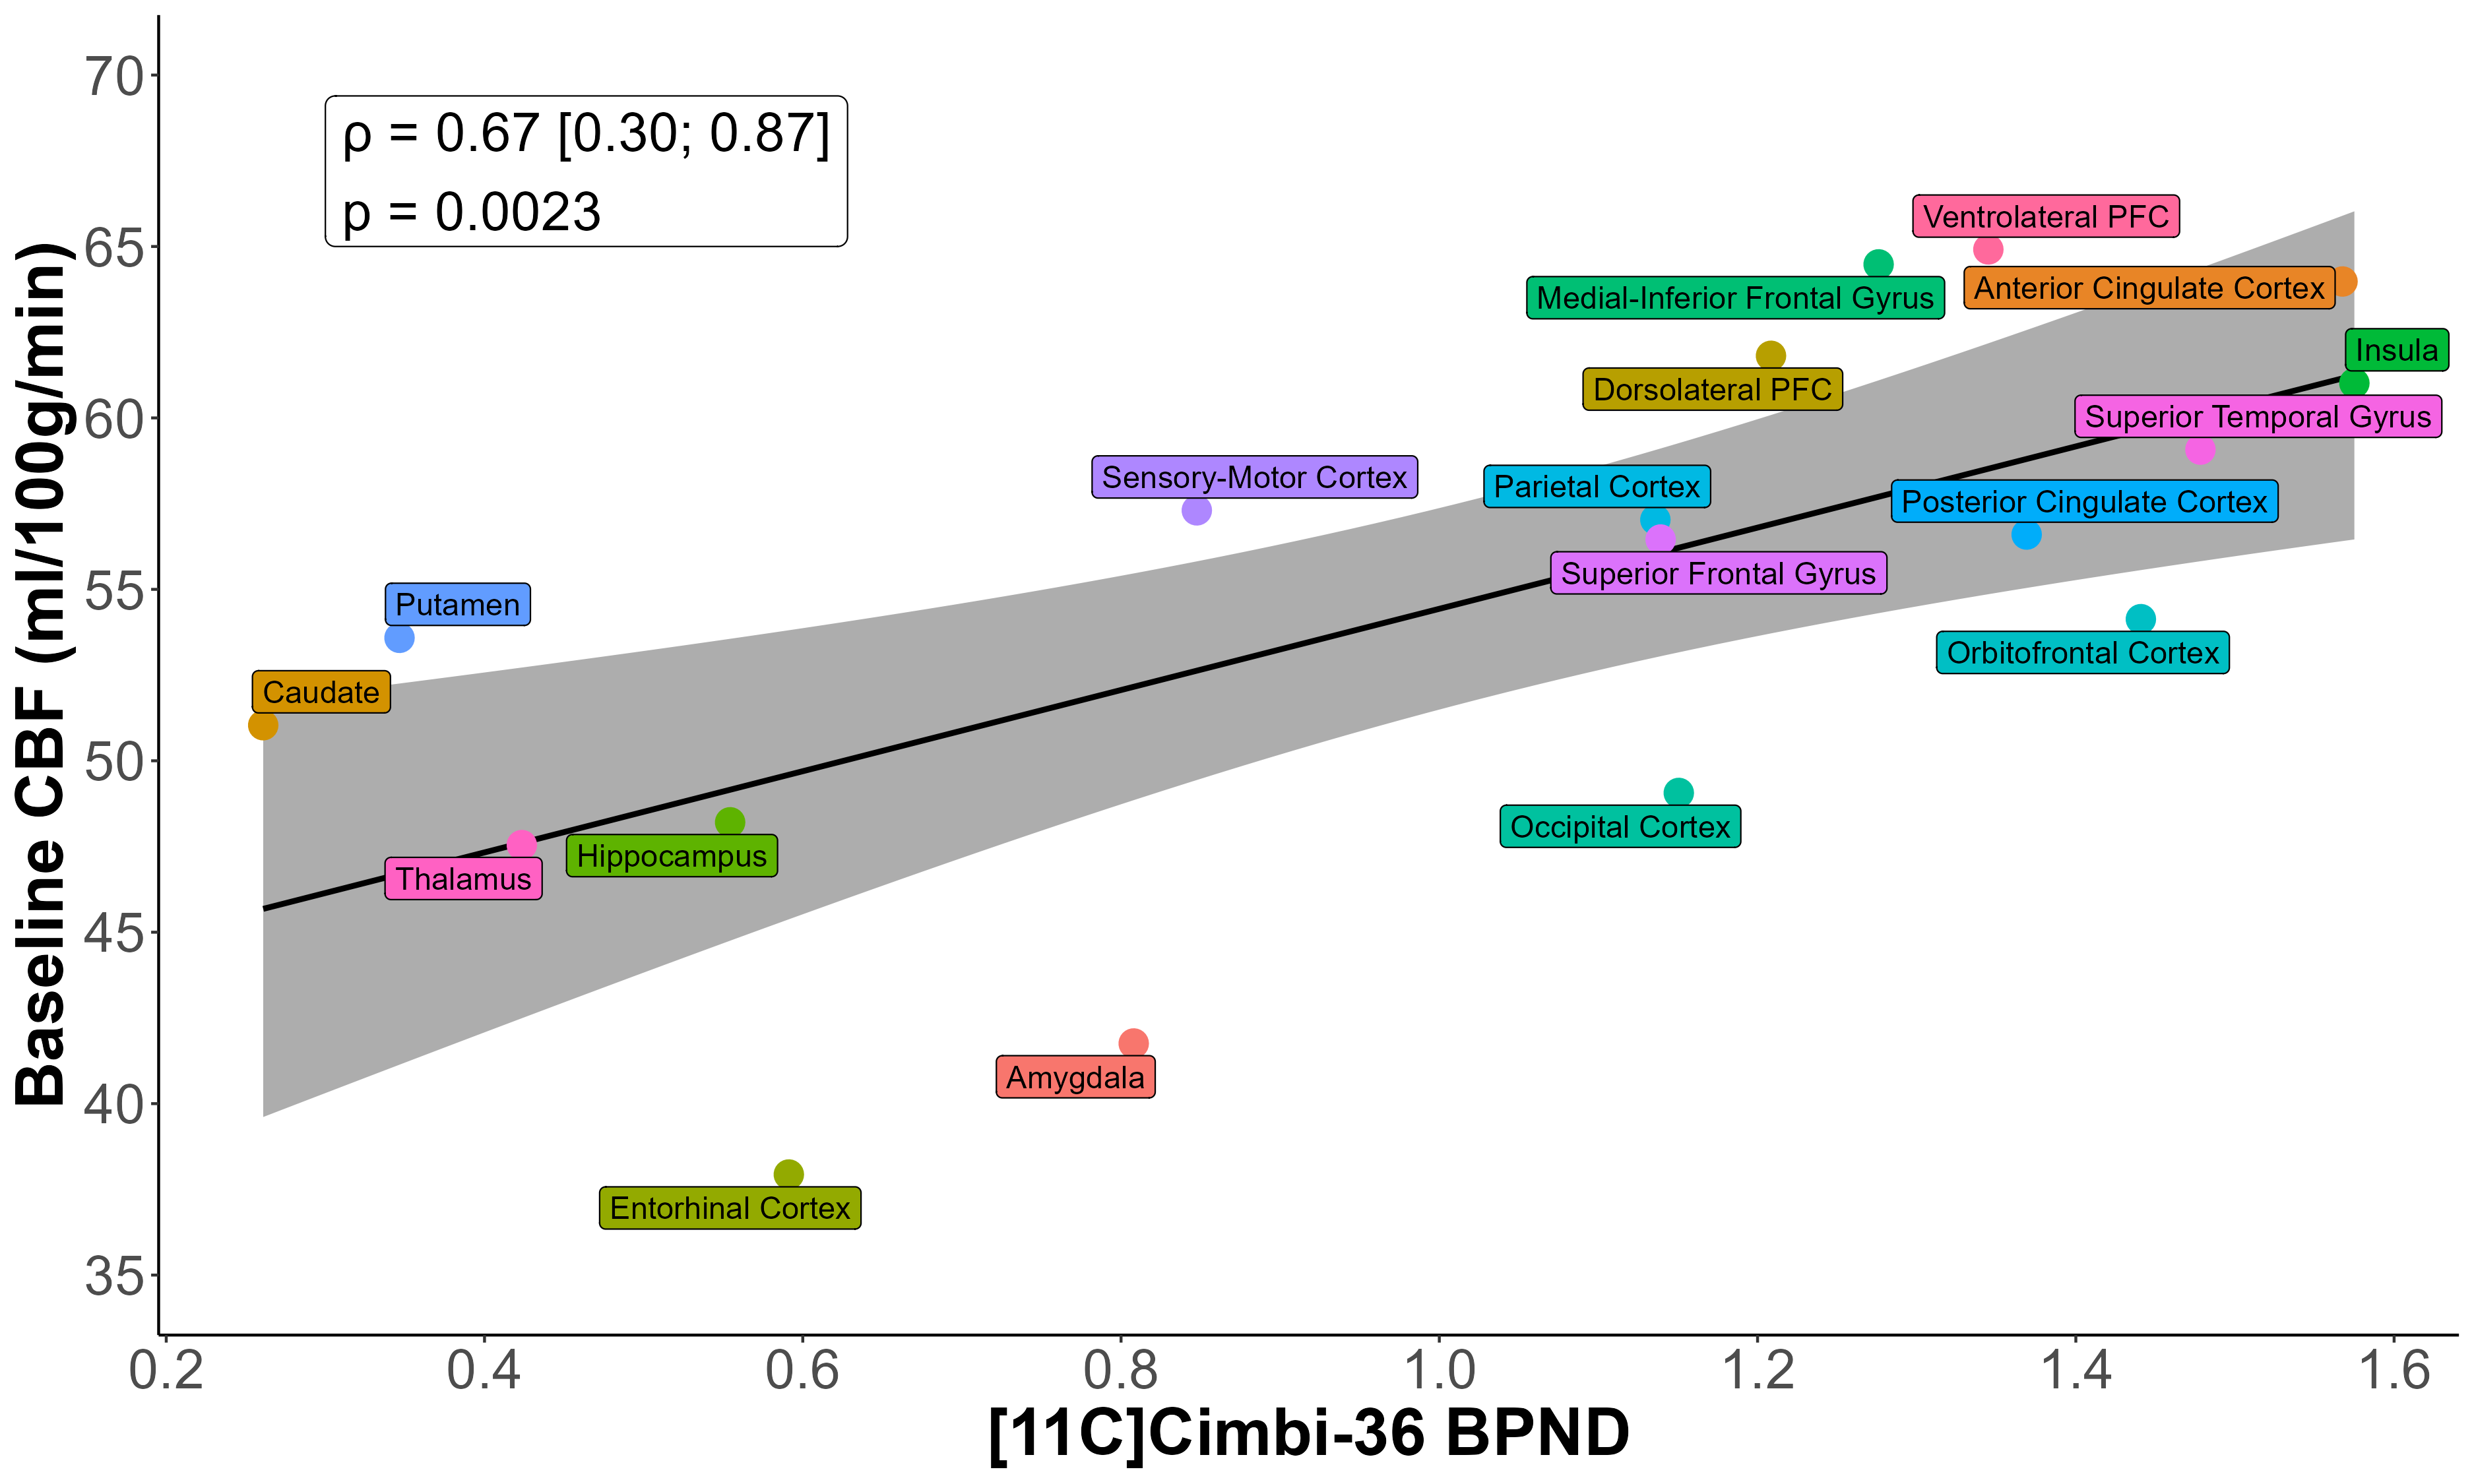 70
ρ = 0.67 [0.30; 0.87]
p = 0.0023
65
Ventrolateral PFC
Medial-Inferior Frontal Gyrus
Anterior Cingulate Cortex
Insula
Dorsolateral PFC
60
Superior Temporal Gyrus
Sensory-Motor Cortex
Parietal Cortex
Posterior Cingulate Cortex
Superior Frontal Gyrus
55
Putamen
Orbitofrontal Cortex
Caudate
50
Occipital Cortex
Hippocampus
Thalamus
45
Amygdala
40
Entorhinal Cortex
35
Baseline CBF (ml/100g/min)
0.2 0.4 0.6 0.8 1.0 1.2 1.4 1.6
[11C]Cimbi-36 BPND